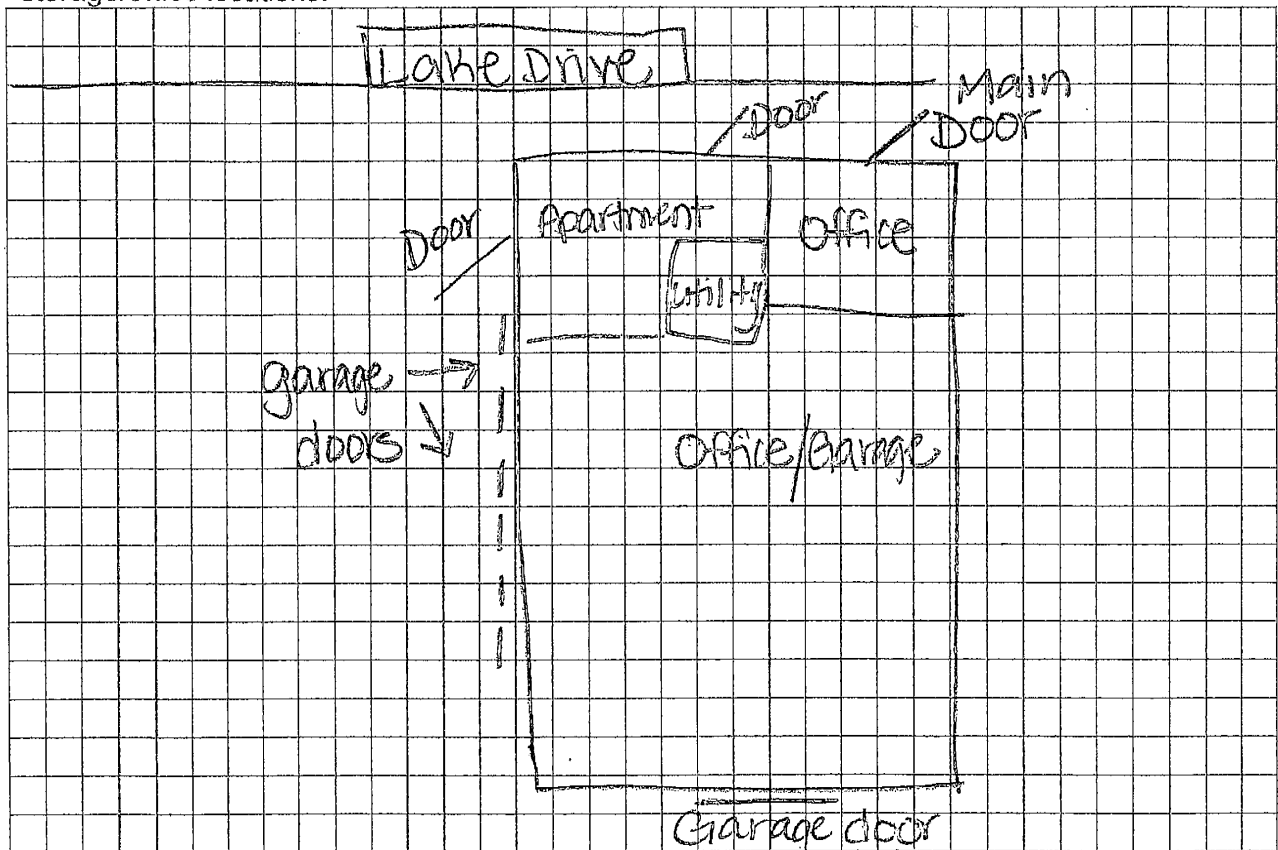 Lake Drive
Main
Door
Door
Door
Apartment
Office
utility
garage
doors
Office/Garage
Garage door